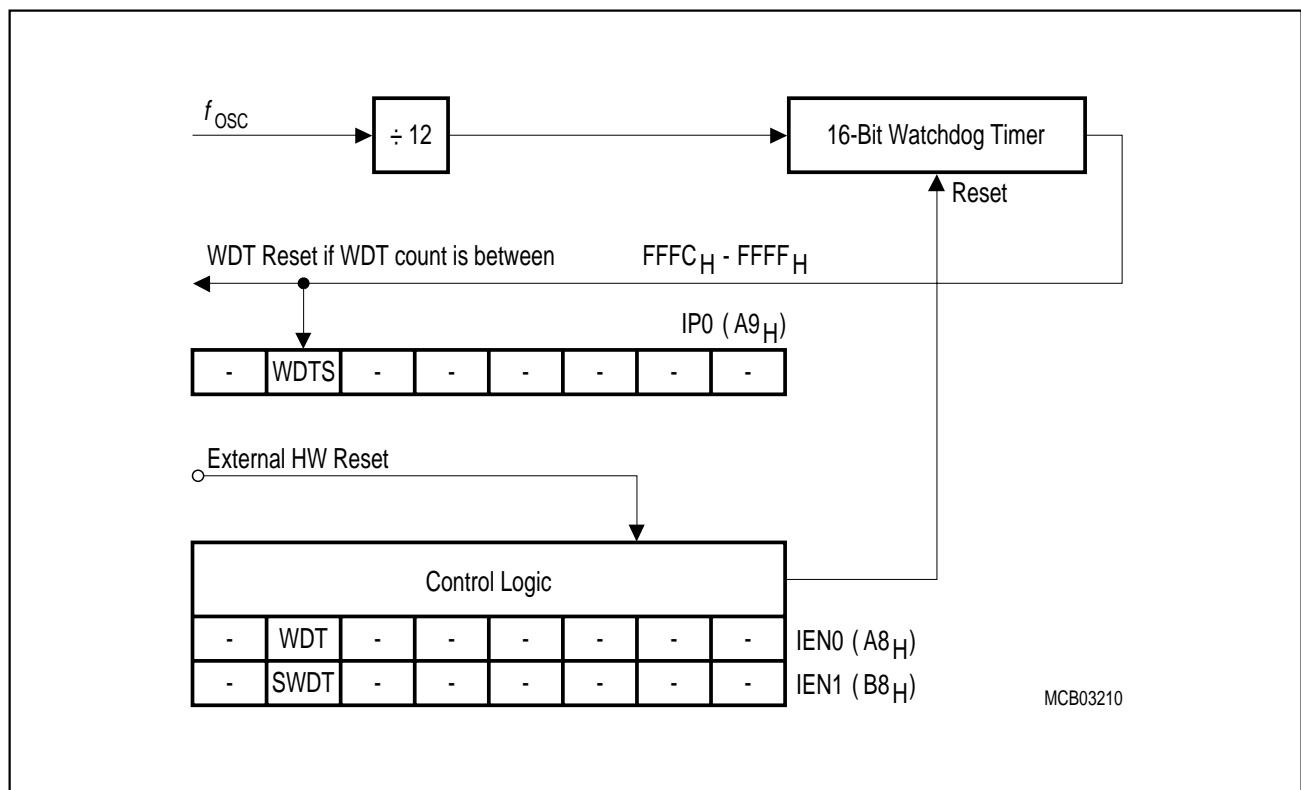 fOSC
÷ 12
16-Bit Watchdog Timer
Reset
WDT Reset if WDT count is between FFFCH - FFFFH
IP0 ( A9H)
- WDTS - - - - - -
External HW Reset
Control Logic
- WDT - - - - - - IEN0 ( A8H)
- SWDT - - - - - - IEN1 ( B8H)
MCB03210